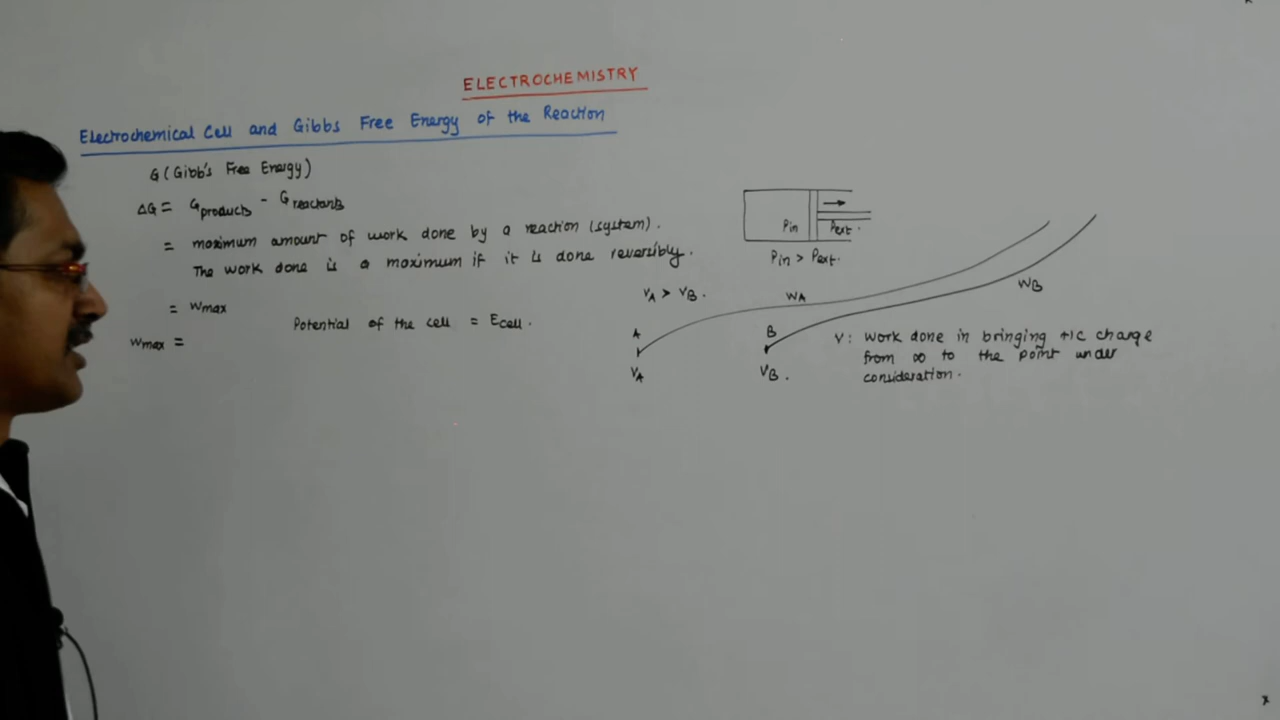 ELECTROCHEMISTRY
Electrochemical Cell and Gibbs Free Energy of the Reaction
G (Gibb's Free Energy)
ΔG = Gproducts - Greactants
= maximum amount of work done by a reaction (system).
The work done is a maximum if it is done reversibly.
= wmax
Potential of the cell = Ecell.
wmax =
Pin Pext.
Pin > Pext.
VA > VB.
WA
WB
A
B
VA
VB.
V: work done in bringing +1C charge
from ∞ to the point under
consideration.